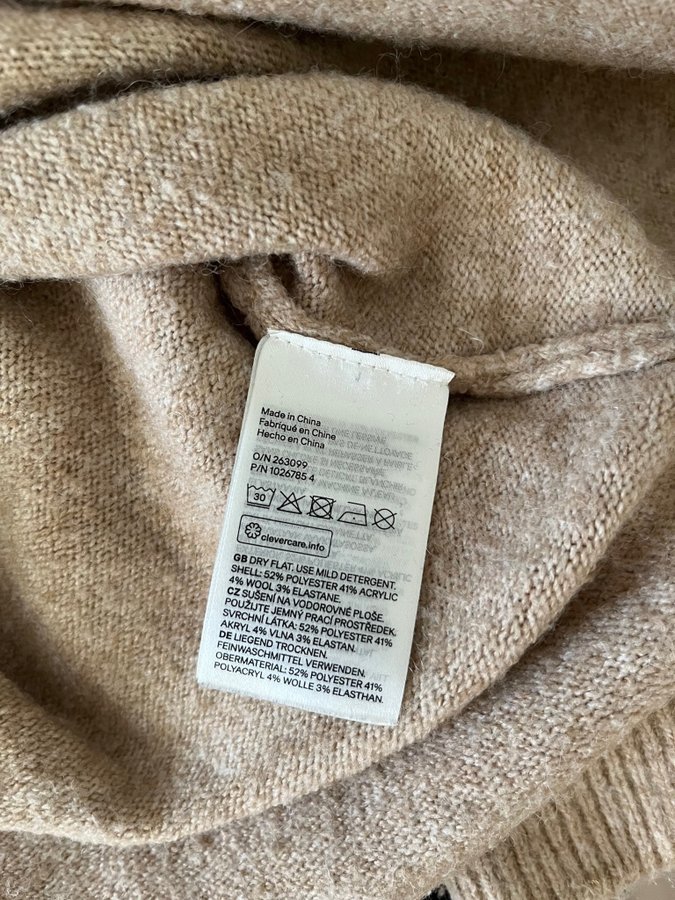 Made in China
Fabriqué en Chine
Hecho en China
O/N 263099
P/N 1026785 4
30
clevercare.info
GB DRY FLAT. USE MILD DETERGENT.
SHELL: 52% POLYESTER 41% ACRYLIC
4% WOOL 3% ELASTANE.
CZ SUŠENÍ NA VODOROVNÉ PLOŠE.
POUŽIJTE JEMNÝ PRACÍ PROSTŘEDEK.
SVRCHNÍ LÁTKA: 52% POLYESTER 41%
AKRYL 4% VLNA 3% ELASTAN.
DE LIEGEND TROCKNEN.
FEINWASCHMITTEL VERWENDEN.
OBERMATERIAL: 52% POLYESTER 41%
POLYACRYL 4% WOLLE 3% ELASTHAN.